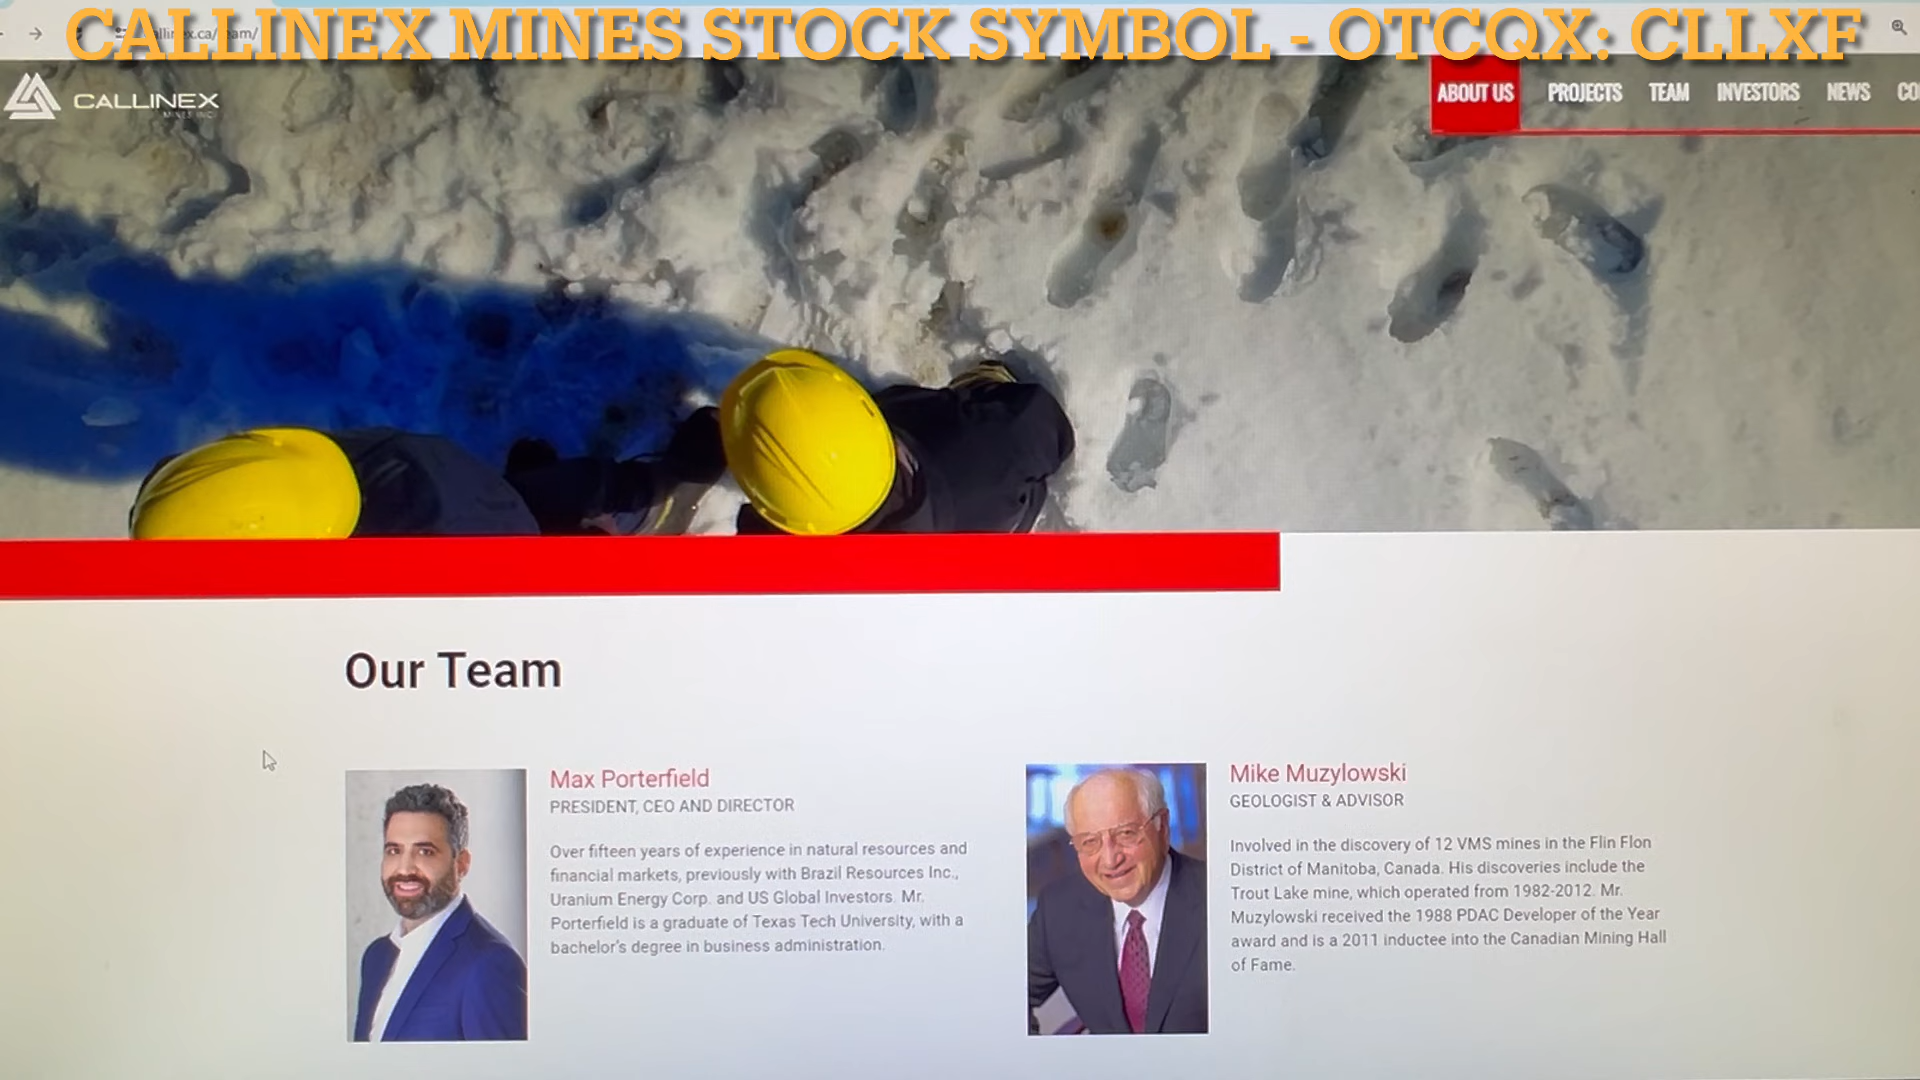 CALLINEX MINES STOCK SYMBOL - OTCQX: CLLXF
CALLINEX
MINES INC.
ABOUT US PROJECTS TEAM INVESTORS NEWS CO
Our Team
Max Porterfield
PRESIDENT, CEO AND DIRECTOR
Over fifteen years of experience in natural resources and
financial markets, previously with Brazil Resources Inc.,
Uranium Energy Corp. and US Global Investors. Mr.
Porterfield is a graduate of Texas Tech University, with a
bachelor's degree in business administration.
Mike Muzylowski
GEOLOGIST & ADVISOR
Involved in the discovery of 12 VMS mines in the Flin Flon
District of Manitoba, Canada. His discoveries include the
Trout Lake mine, which operated from 1982-2012. Mr.
Muzylowski received the 1988 PDAC Developer of the Year
award and is a 2011 inductee into the Canadian Mining Hall
of Fame.